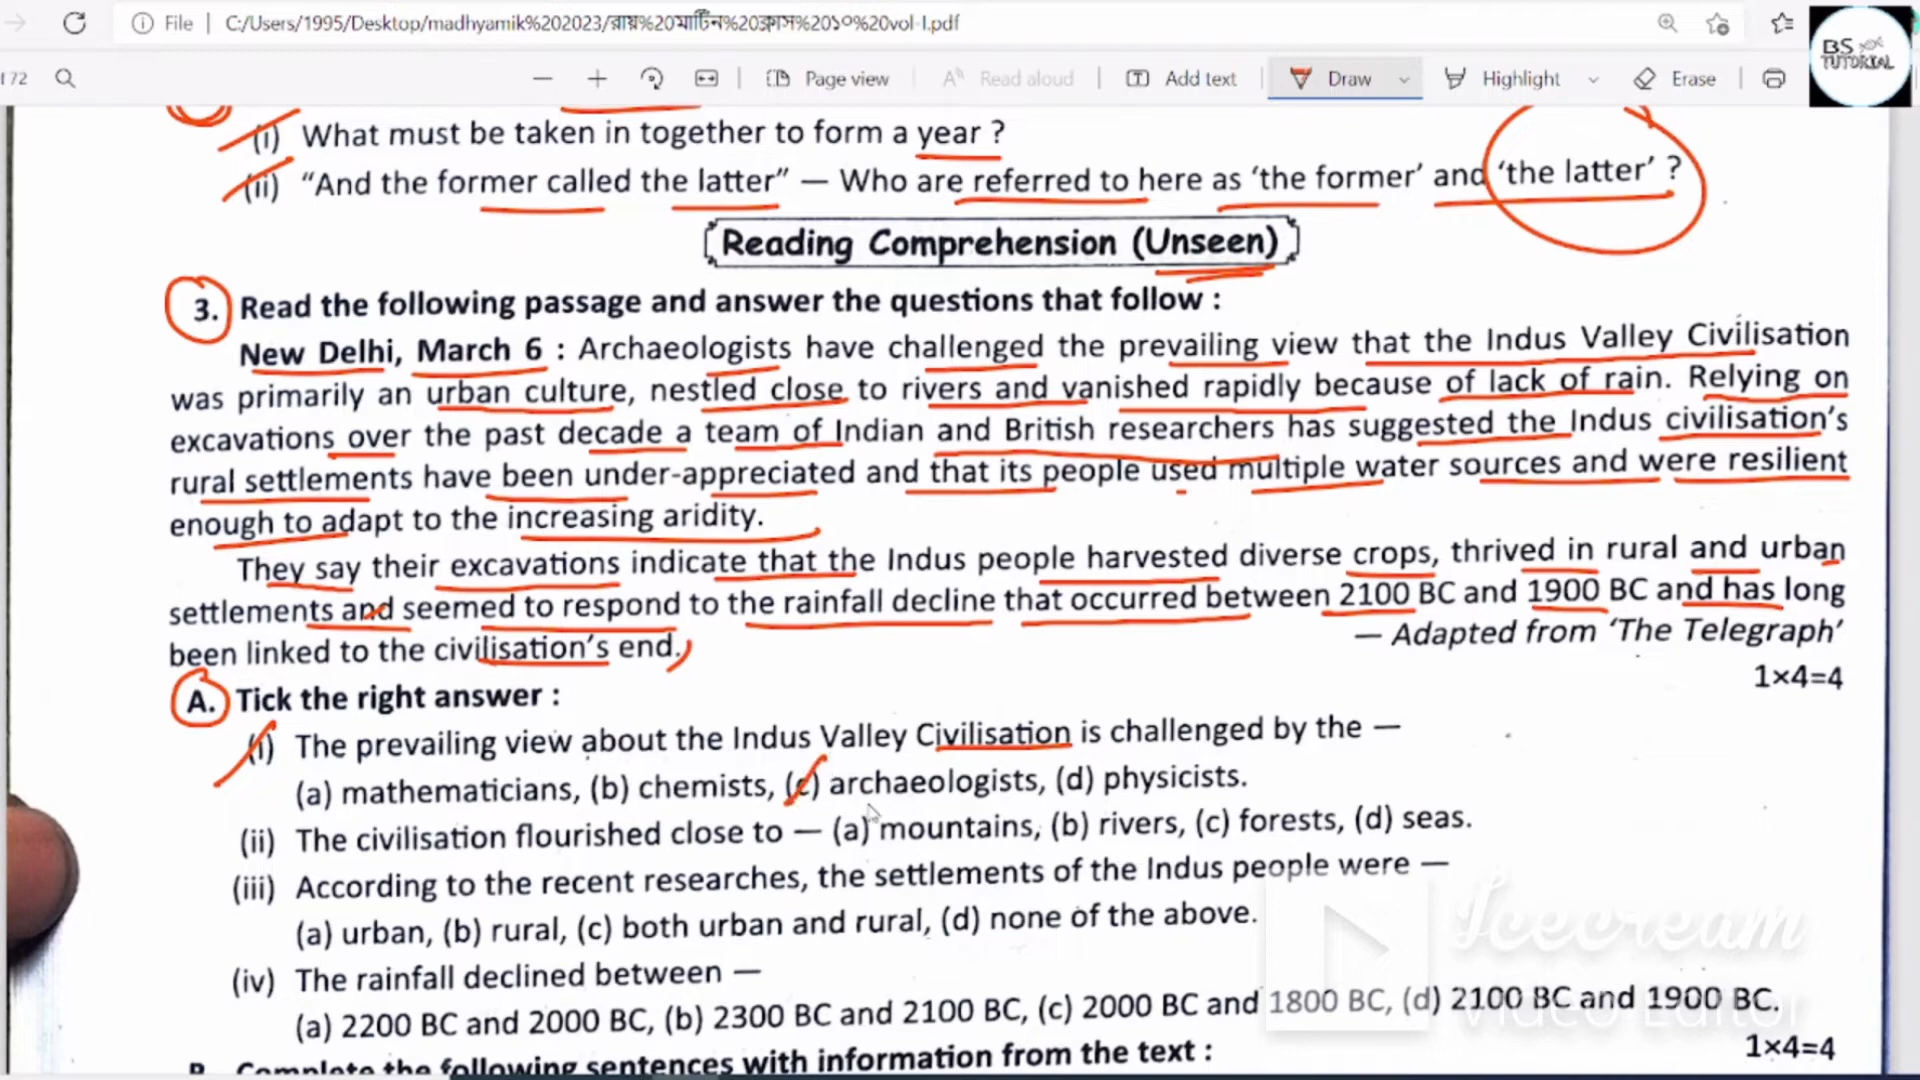 File | C:/Users/1995/Desktop/madhyamik%202023/রায়%20মার্টিন%20ক্লাস%20১০%20vol-I.pdf
BS
TUTORIAL
72 Page view Read aloud Add text Draw Highlight Erase
(i) What must be taken in together to form a year ?
(ii) “And the former called the latter” — Who are referred to here as ‘the former’ and ‘the latter’ ?
Reading Comprehension (Unseen)
3. Read the following passage and answer the questions that follow :
New Delhi, March 6 : Archaeologists have challenged the prevailing view that the Indus Valley Civilisation
was primarily an urban culture, nestled close to rivers and vanished rapidly because of lack of rain. Relying on
excavations over the past decade a team of Indian and British researchers has suggested the Indus civilisation’s
rural settlements have been under-appreciated and that its people used multiple water sources and were resilient
enough to adapt to the increasing aridity.
They say their excavations indicate that the Indus people harvested diverse crops, thrived in rural and urban
settlements and seemed to respond to the rainfall decline that occurred between 2100 BC and 1900 BC and has long
been linked to the civilisation’s end.
— Adapted from ‘The Telegraph’
A. Tick the right answer :
1×4=4
(i) The prevailing view about the Indus Valley Civilisation is challenged by the —
(a) mathematicians, (b) chemists, (c) archaeologists, (d) physicists.
(ii) The civilisation flourished close to — (a) mountains, (b) rivers, (c) forests, (d) seas.
(iii) According to the recent researches, the settlements of the Indus people were —
(a) urban, (b) rural, (c) both urban and rural, (d) none of the above.
(iv) The rainfall declined between —
(a) 2200 BC and 2000 BC, (b) 2300 BC and 2100 BC, (c) 2000 BC and 1800 BC, (d) 2100 BC and 1900 BC.
B. Complete the following sentences with information from the text :
1×4=4
Icecream
Video Editor